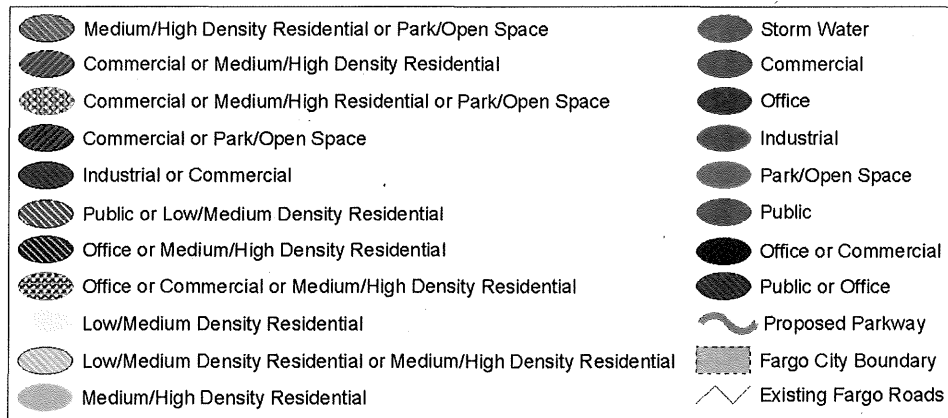 Medium/High Density Residential or Park/Open Space
Commercial or Medium/High Density Residential
Commercial or Medium/High Residential or Park/Open Space
Commercial or Park/Open Space
Industrial or Commercial
Public or Low/Medium Density Residential
Office or Medium/High Density Residential
Office or Commercial or Medium/High Density Residential
Low/Medium Density Residential
Low/Medium Density Residential or Medium/High Density Residential
Medium/High Density Residential
Storm Water
Commercial
Office
Industrial
Park/Open Space
Public
Office or Commercial
Public or Office
Proposed Parkway
Fargo City Boundary
Existing Fargo Roads